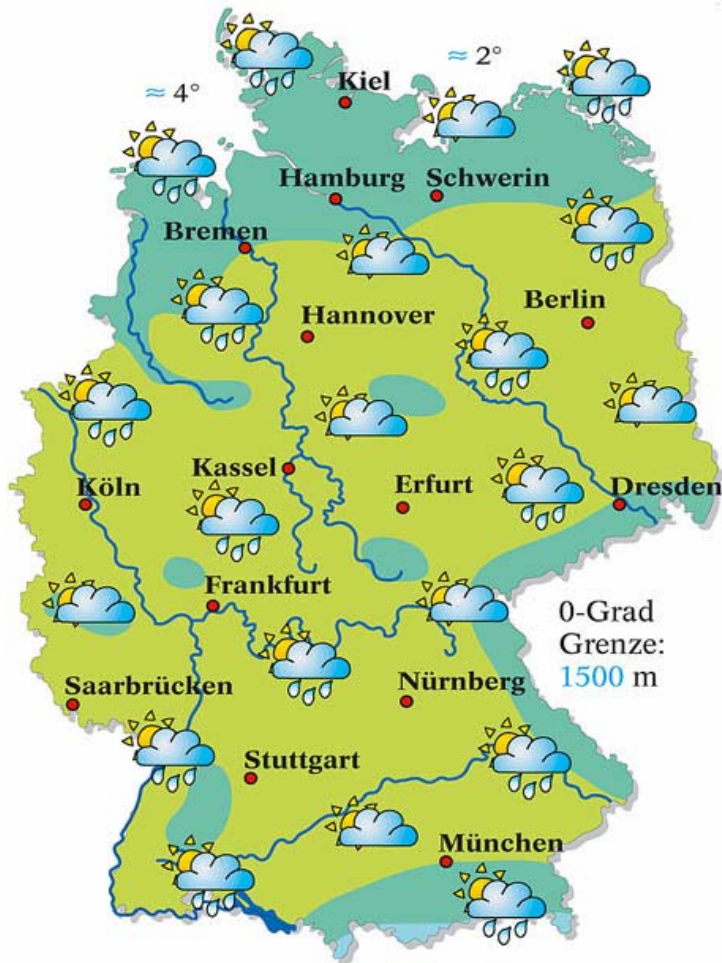 Kiel
≈ 2°
≈ 4°
Hamburg
Schwerin
Bremen
Berlin
Hannover
Kassel
Köln
Erfurt
Dresden
Frankfurt
0-Grad
Grenze:
1500 m
Saarbrücken
Nürnberg
Stuttgart
München